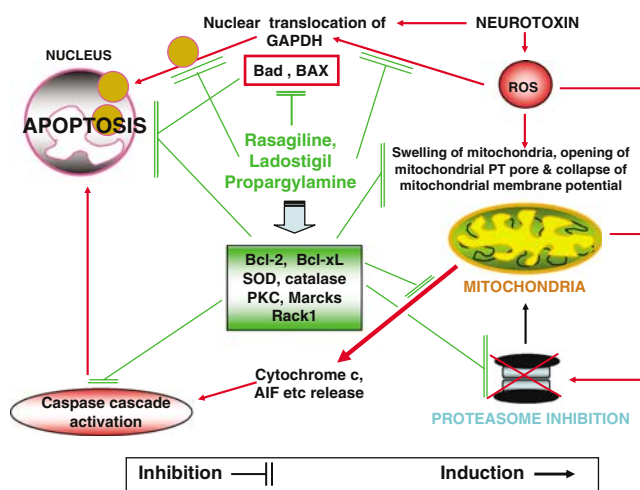 Nuclear translocation of
GAPDH
NEUROTOXIN
NUCLEUS
Bad , BAX
ROS
APOPTOSIS
Rasagiline,
Ladostigil
Propargylamine
Swelling of mitochondria, opening of
mitochondrial PT pore & collapse of
mitochondrial membrane potential
Bcl-2, Bcl-xL
SOD, catalase
PKC, Marcks
Rack1
MITOCHONDRIA
Cytochrome c,
AIF etc release
Caspase cascade
activation
PROTEASOME INHIBITION
Inhibition
Induction